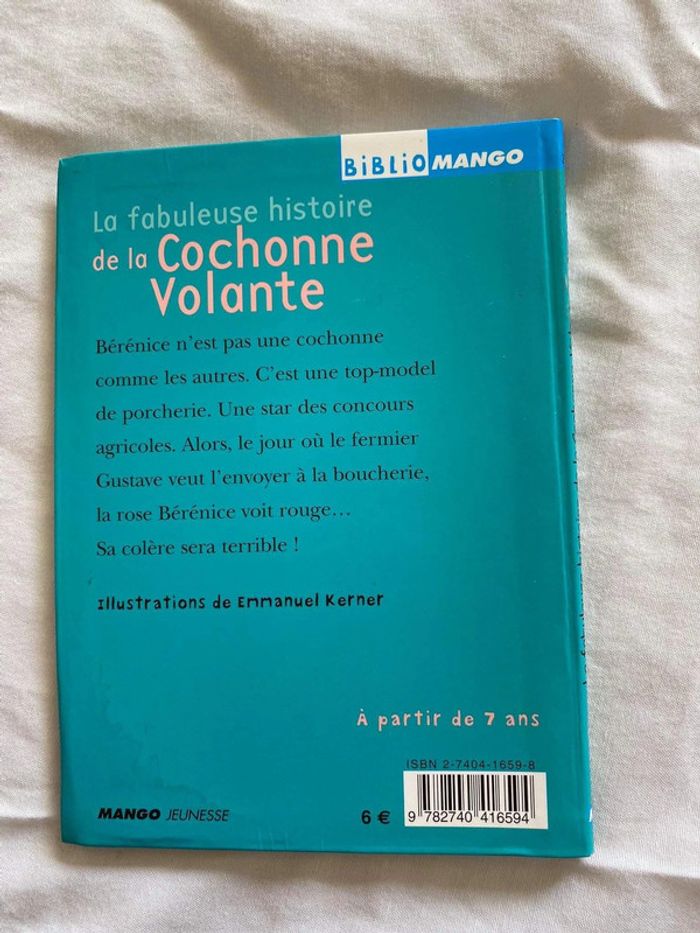 BiBLiO MANGO
La fabuleuse histoire
de la Cochonne
Volante
Bérénice n'est pas une cochonne
comme les autres. C'est une top-model
de porcherie. Une star des concours
agricoles. Alors, le jour où le fermier
Gustave veut l'envoyer à la boucherie,
la rose Bérénice voit rouge…
Sa colère sera terrible !
Illustrations de Emmanuel Kerner
À partir de 7 ans
ISBN 2-7404-1659-8
MANGO JEUNESSE
6 €
9 782740 416594